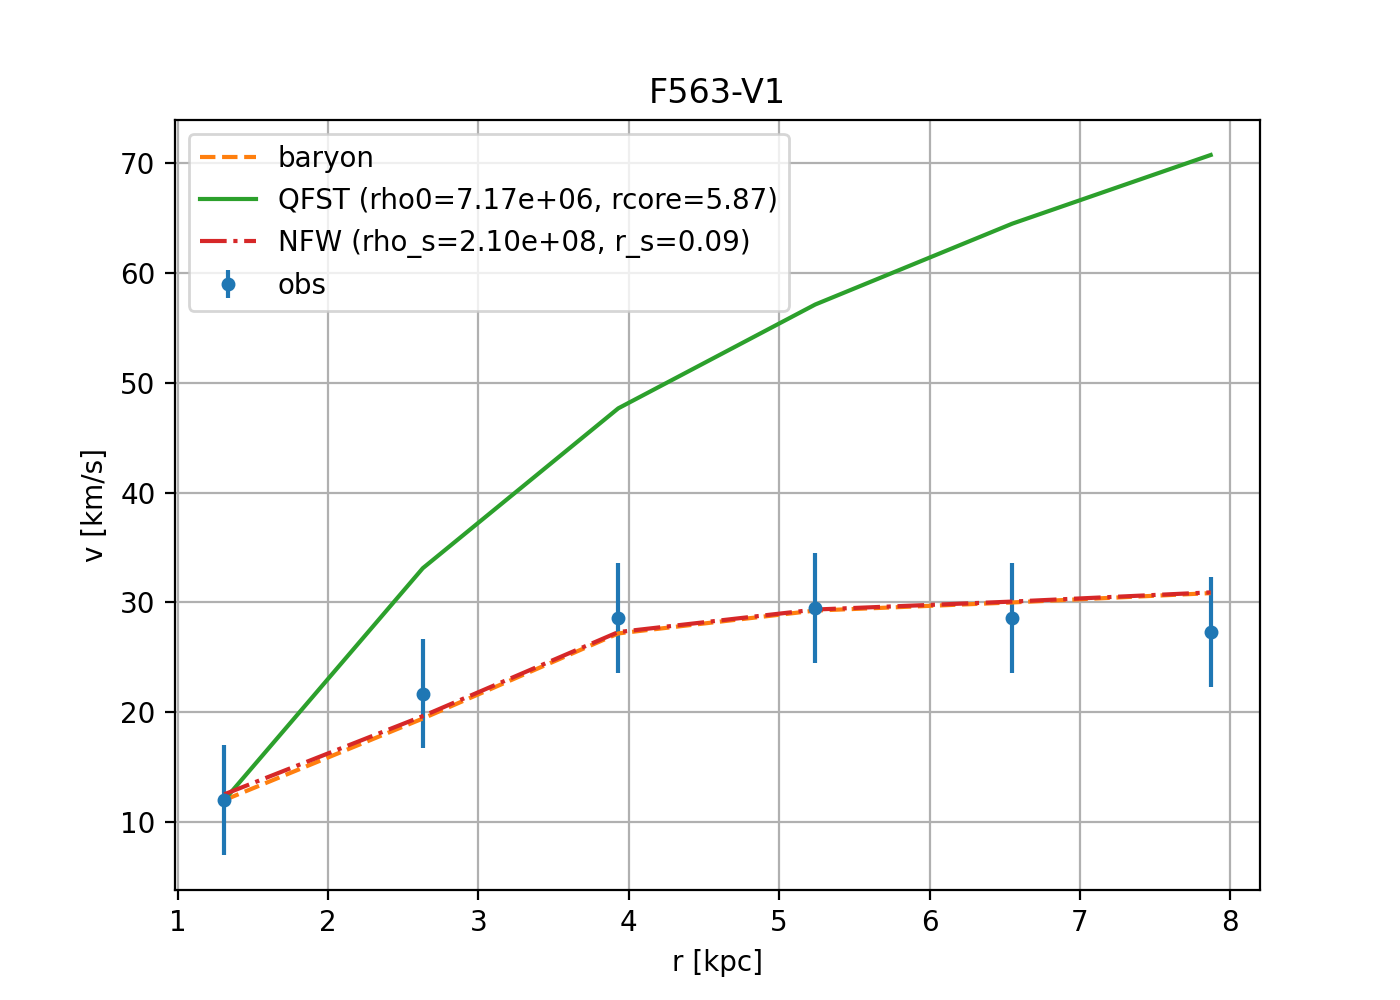 F563-V1
baryon
QFST (rho0=7.17e+06, rcore=5.87)
NFW (rho_s=2.10e+08, r_s=0.09)
obs
70
60
50
40
30
20
10
v [km/s]
1 2 3 4 5 6 7 8
r [kpc]